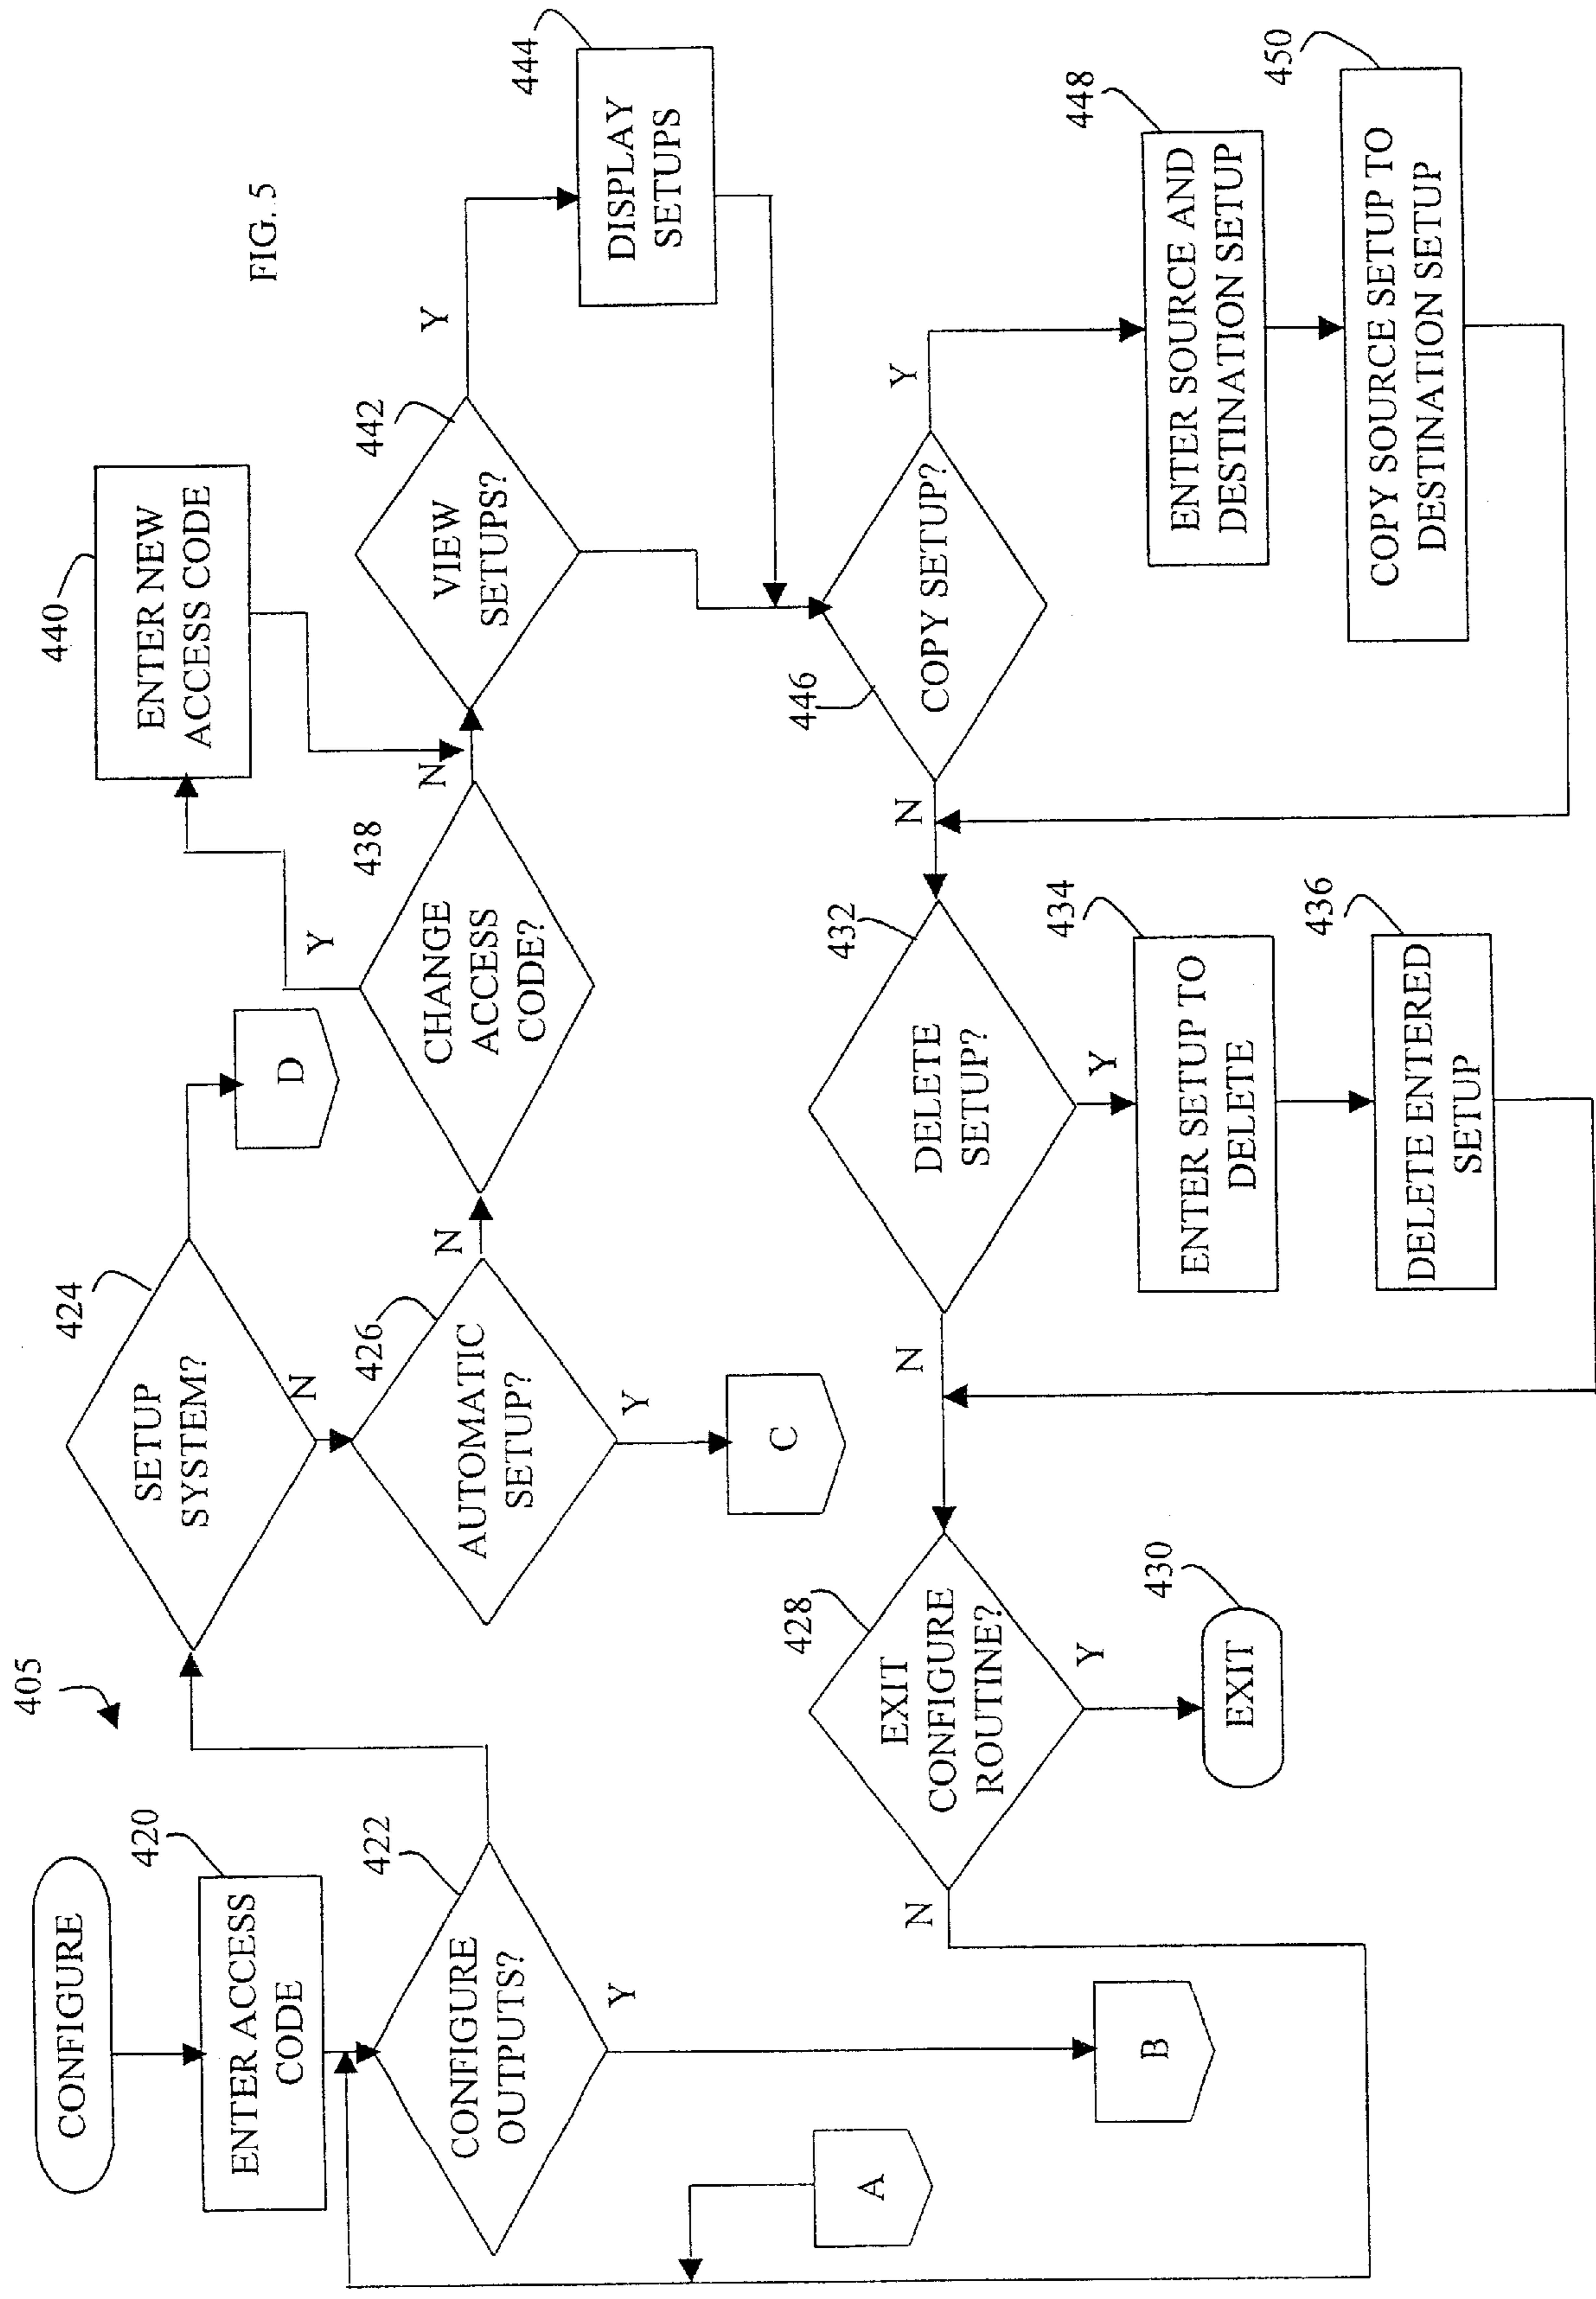 FIG. 5
405
CONFIGURE
420
ENTER ACCESS
CODE
422
CONFIGURE
OUTPUTS?
Y
B
A
424
SETUP
SYSTEM?
N
D
426
AUTOMATIC
SETUP?
N
Y
C
438
CHANGE
ACCESS
CODE?
Y
N
440
ENTER NEW
ACCESS CODE
442
VIEW
SETUPS?
Y
444
DISPLAY
SETUPS
446
COPY SETUP?
Y
N
448
ENTER SOURCE AND
DESTINATION SETUP
450
COPY SOURCE SETUP TO
DESTINATION SETUP
432
DELETE
SETUP?
N
Y
434
ENTER SETUP TO
DELETE
436
DELETE ENTERED
SETUP
428
EXIT
CONFIGURE
ROUTINE?
N
Y
430
EXIT